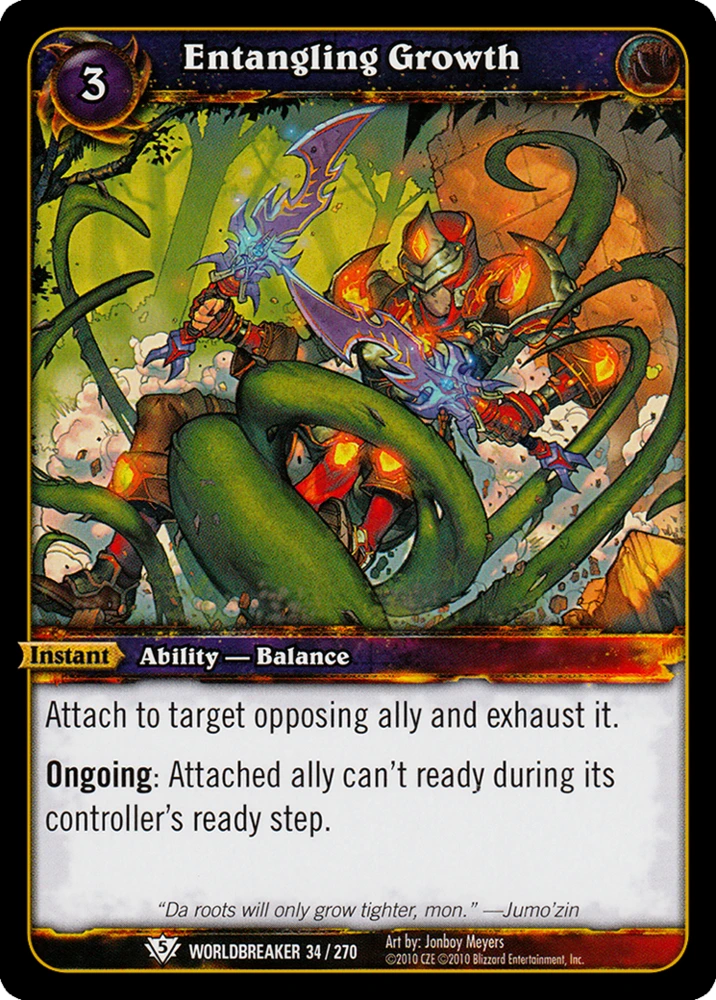 Entangling Growth
3
Instant Ability — Balance
Attach to target opposing ally and exhaust it.
Ongoing: Attached ally can't ready during its
controller's ready step.
"Da roots will only grow tighter, mon." —Jumo'zin
5 WORLDBREAKER 34 / 270
Art by: Jonboy Meyers
©2010 CZE ©2010 Blizzard Entertainment, Inc.